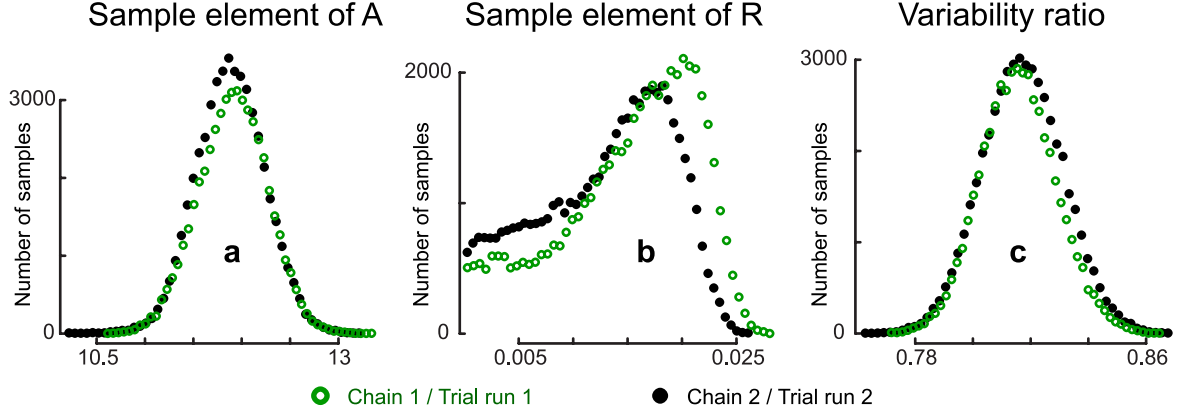 Sample element of A
Sample element of R
Variability ratio
Number of samples
3000
0
10.5
13
a
Number of samples
2000
0
0.005
0.025
b
Number of samples
3000
0
0.78
0.86
c
Chain 1 / Trial run 1
Chain 2 / Trial run 2